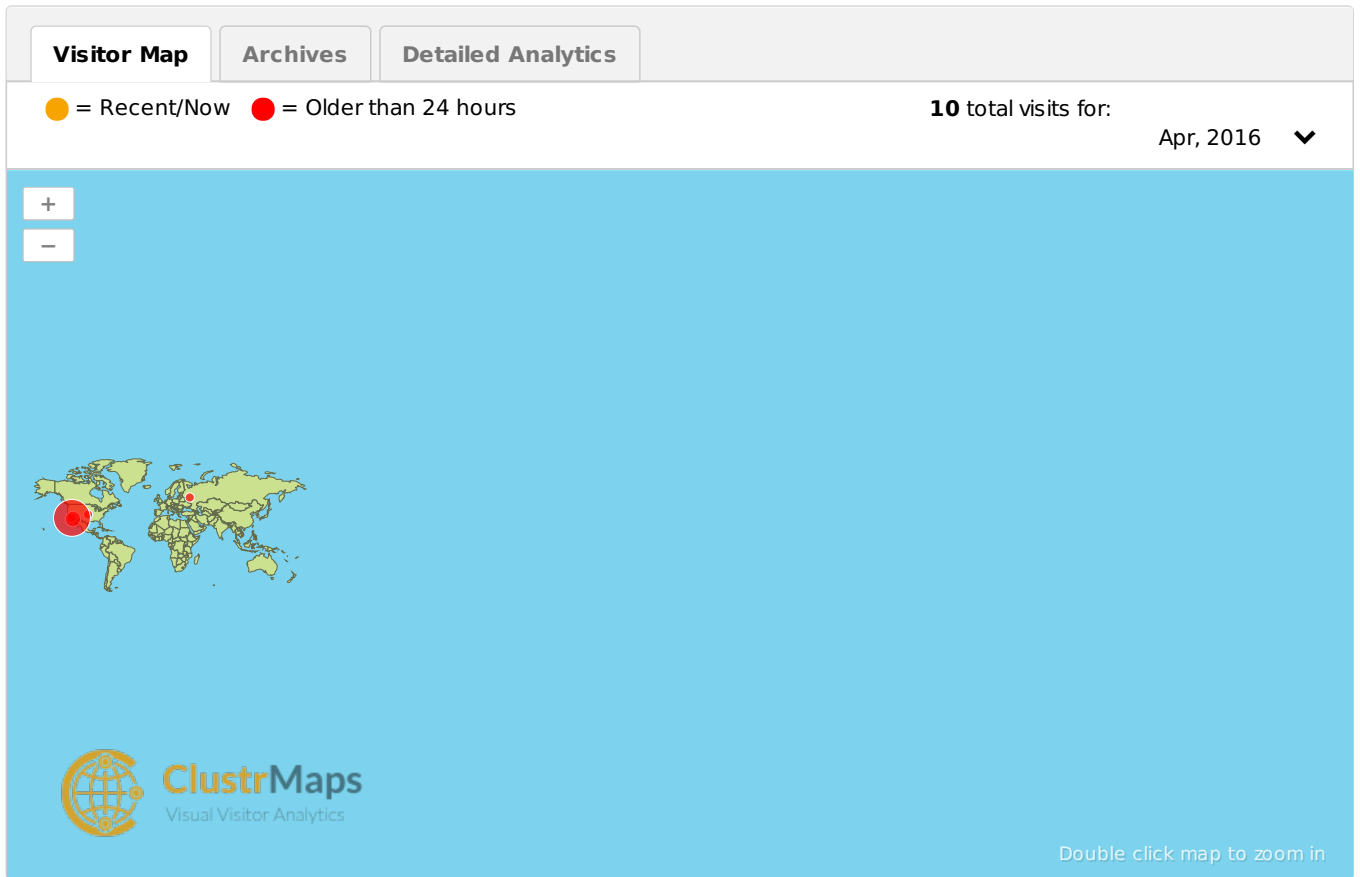 Visitor Map
Archives
Detailed Analytics
= Recent/Now
= Older than 24 hours
10 total visits for:
Apr, 2016
+
−
ClustrMaps
Visual Visitor Analytics
Double click map to zoom in